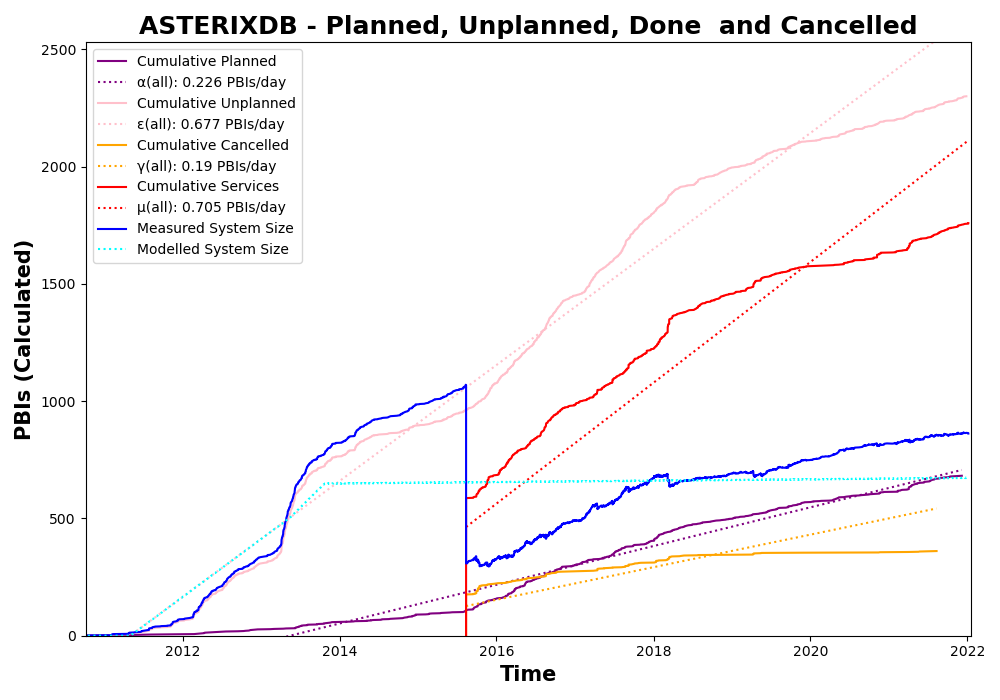 ASTERIXDB - Planned, Unplanned, Done  and Cancelled
PBIs (Calculated)
2500
2000
1500
1000
500
0
Cumulative Planned
α(all): 0.226 PBIs/day
Cumulative Unplanned
ε(all): 0.677 PBIs/day
Cumulative Cancelled
γ(all): 0.19 PBIs/day
Cumulative Services
μ(all): 0.705 PBIs/day
Measured System Size
Modelled System Size
2012
2014
2016
2018
2020
2022
Time